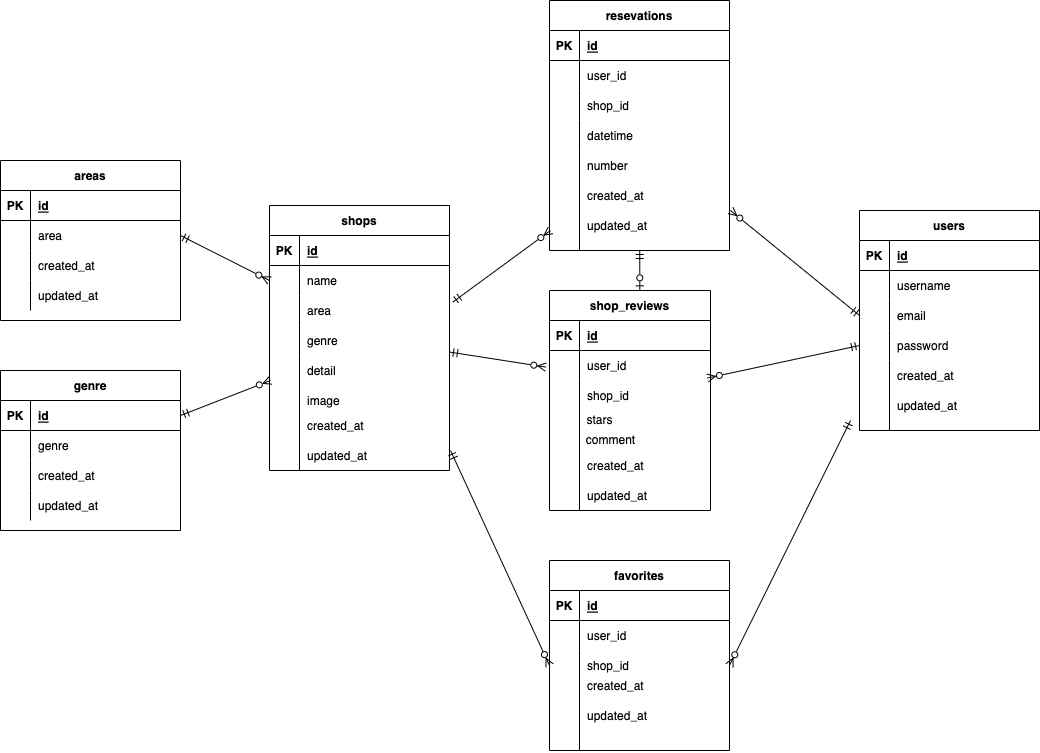 resevations
PK id
user_id
shop_id
datetime
number
created_at
updated_at
areas
PK id
area
created_at
updated_at
shops
PK id
name
area
genre
detail
image
created_at
updated_at
users
PK id
username
email
password
created_at
updated_at
shop_reviews
PK id
user_id
shop_id
stars
comment
created_at
updated_at
genre
PK id
genre
created_at
updated_at
favorites
PK id
user_id
shop_id
created_at
updated_at